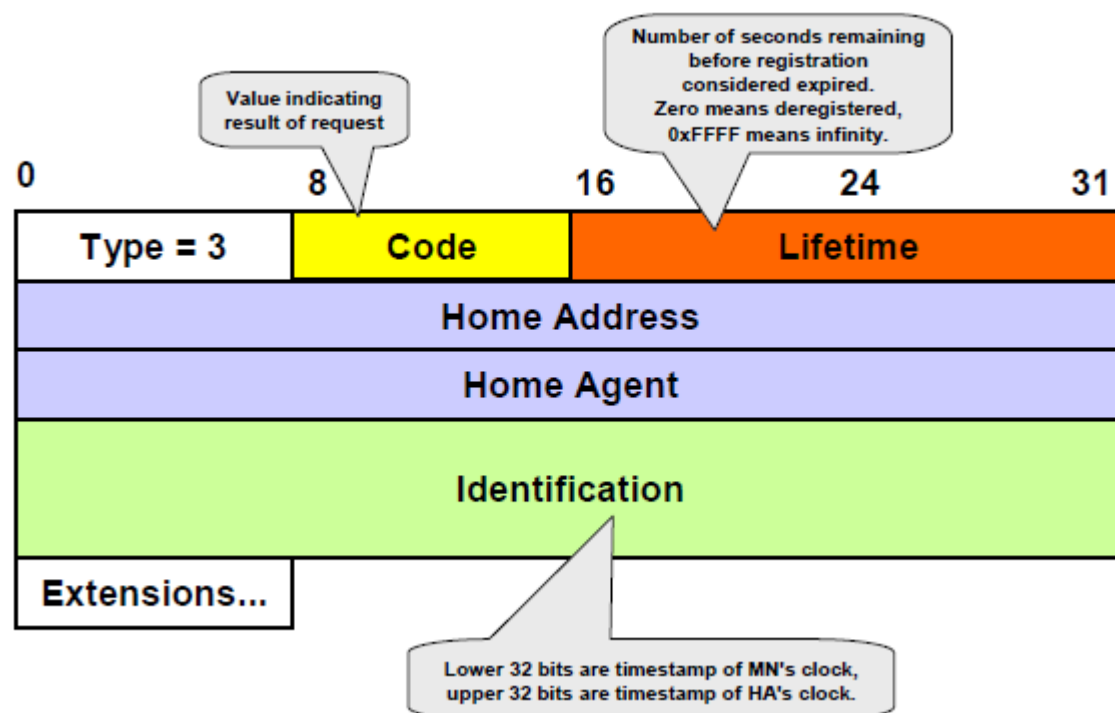 Number of seconds remaining
before registration
considered expired.
Zero means deregistered,
0xFFFF means infinity.
Value indicating
result of request
0 8 16 24 31
Type = 3 Code Lifetime
Home Address
Home Agent
Identification
Extensions...
Lower 32 bits are timestamp of MN's clock,
upper 32 bits are timestamp of HA's clock.